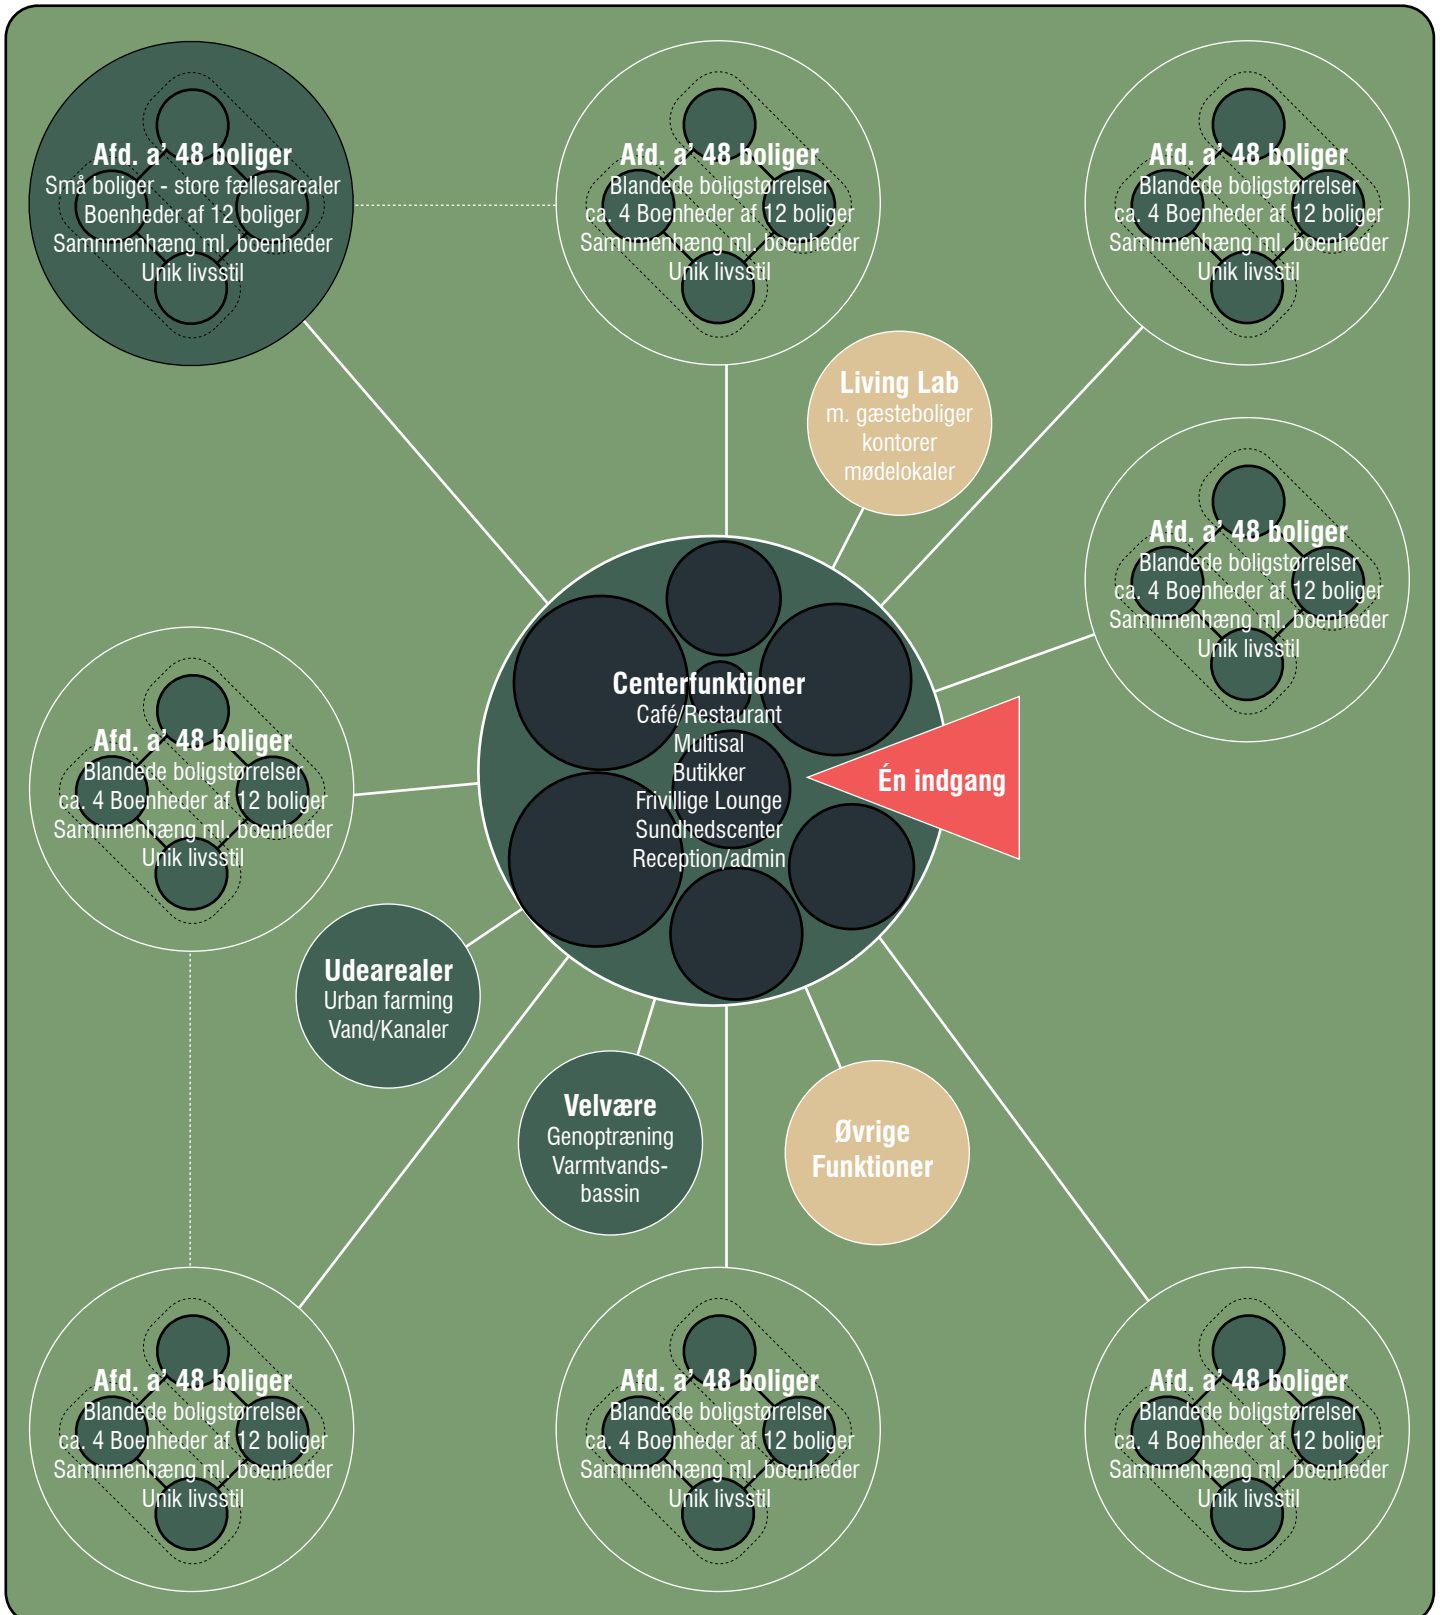 Afd. a’ 48 boliger
Små boliger - store fællesarealer
Boenheder af 12 boliger
Samnmenhæng ml. boenheder
Unik livsstil
Afd. a’ 48 boliger
Blandede boligstørrelser
ca. 4 Boenheder af 12 boliger
Samnmenhæng ml. boenheder
Unik livsstil
Afd. a’ 48 boliger
Blandede boligstørrelser
ca. 4 Boenheder af 12 boliger
Samnmenhæng ml. boenheder
Unik livsstil
Living Lab
m. gæsteboliger
kontorer
mødelokaler
Afd. a’ 48 boliger
Blandede boligstørrelser
ca. 4 Boenheder af 12 boliger
Samnmenhæng ml. boenheder
Unik livsstil
Centerfunktioner
Café/Restaurant
Multisal
Butikker
Frivillige Lounge
Sundhedscenter
Reception/admin
Én indgang
Afd. a’ 48 boliger
Blandede boligstørrelser
ca. 4 Boenheder af 12 boliger
Samnmenhæng ml. boenheder
Unik livsstil
Udearealer
Urban farming
Vand/Kanaler
Velvære
Genoptræning
Varmtvands-
bassin
Øvrige
Funktioner
Afd. a’ 48 boliger
Blandede boligstørrelser
ca. 4 Boenheder af 12 boliger
Samnmenhæng ml. boenheder
Unik livsstil
Afd. a’ 48 boliger
Blandede boligstørrelser
ca. 4 Boenheder af 12 boliger
Samnmenhæng ml. boenheder
Unik livsstil
Afd. a’ 48 boliger
Blandede boligstørrelser
ca. 4 Boenheder af 12 boliger
Samnmenhæng ml. boenheder
Unik livsstil